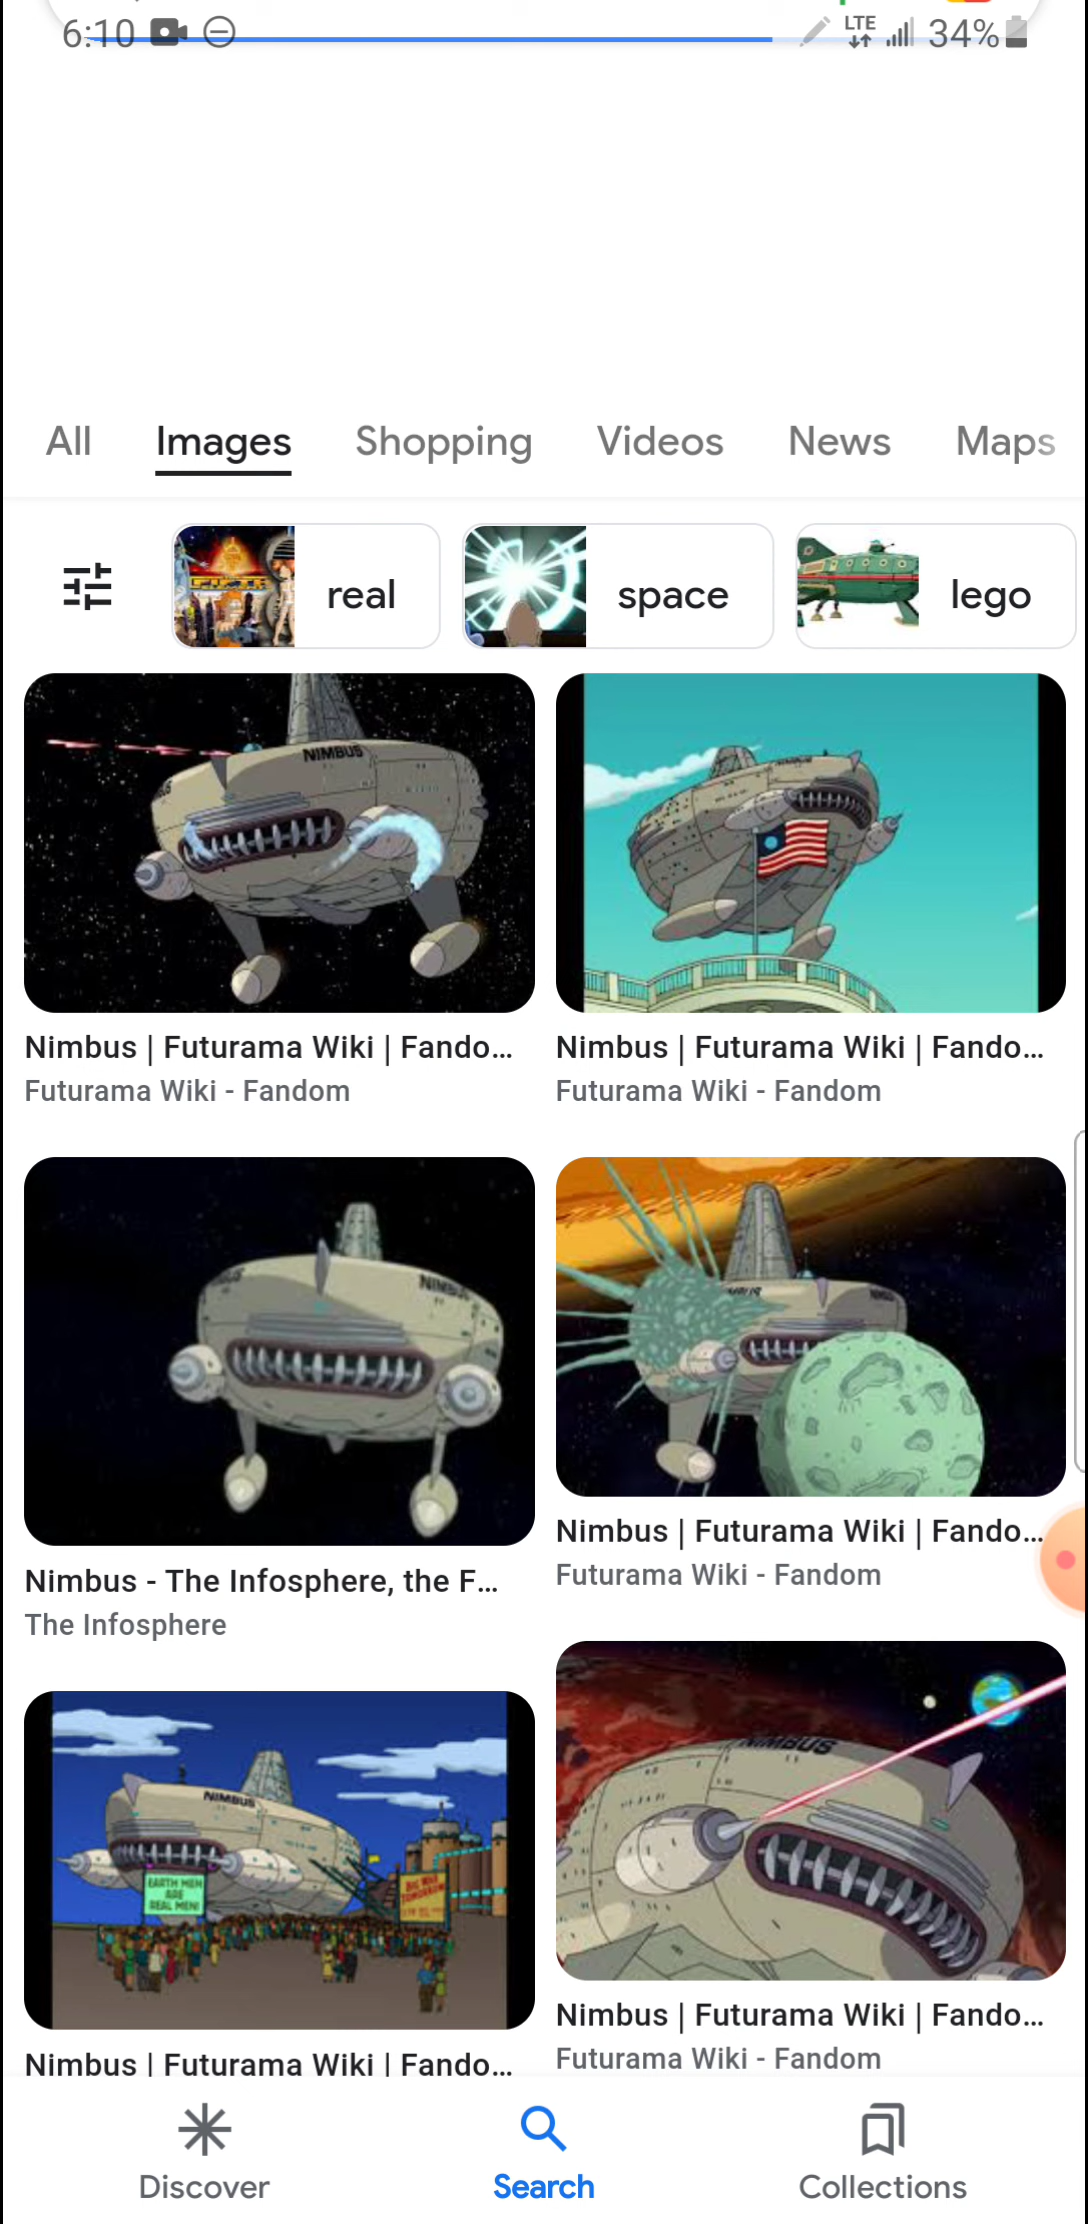 6:10
LTE
34%
All Images Shopping Videos News Maps
real space lego
NIMBUS
Nimbus | Futurama Wiki | Fando...
Futurama Wiki - Fandom
Nimbus | Futurama Wiki | Fando...
Futurama Wiki - Fandom
NIMBUS
Nimbus - The Infosphere, the F...
The Infosphere
Nimbus | Futurama Wiki | Fando...
Futurama Wiki - Fandom
NIMBUS
EARTH MEN
ARE
REAL MEN!
BIG WAR
TOMORROW
Nimbus | Futurama Wiki | Fando...
NIMBUS
Nimbus | Futurama Wiki | Fando...
Futurama Wiki - Fandom
Discover Search Collections